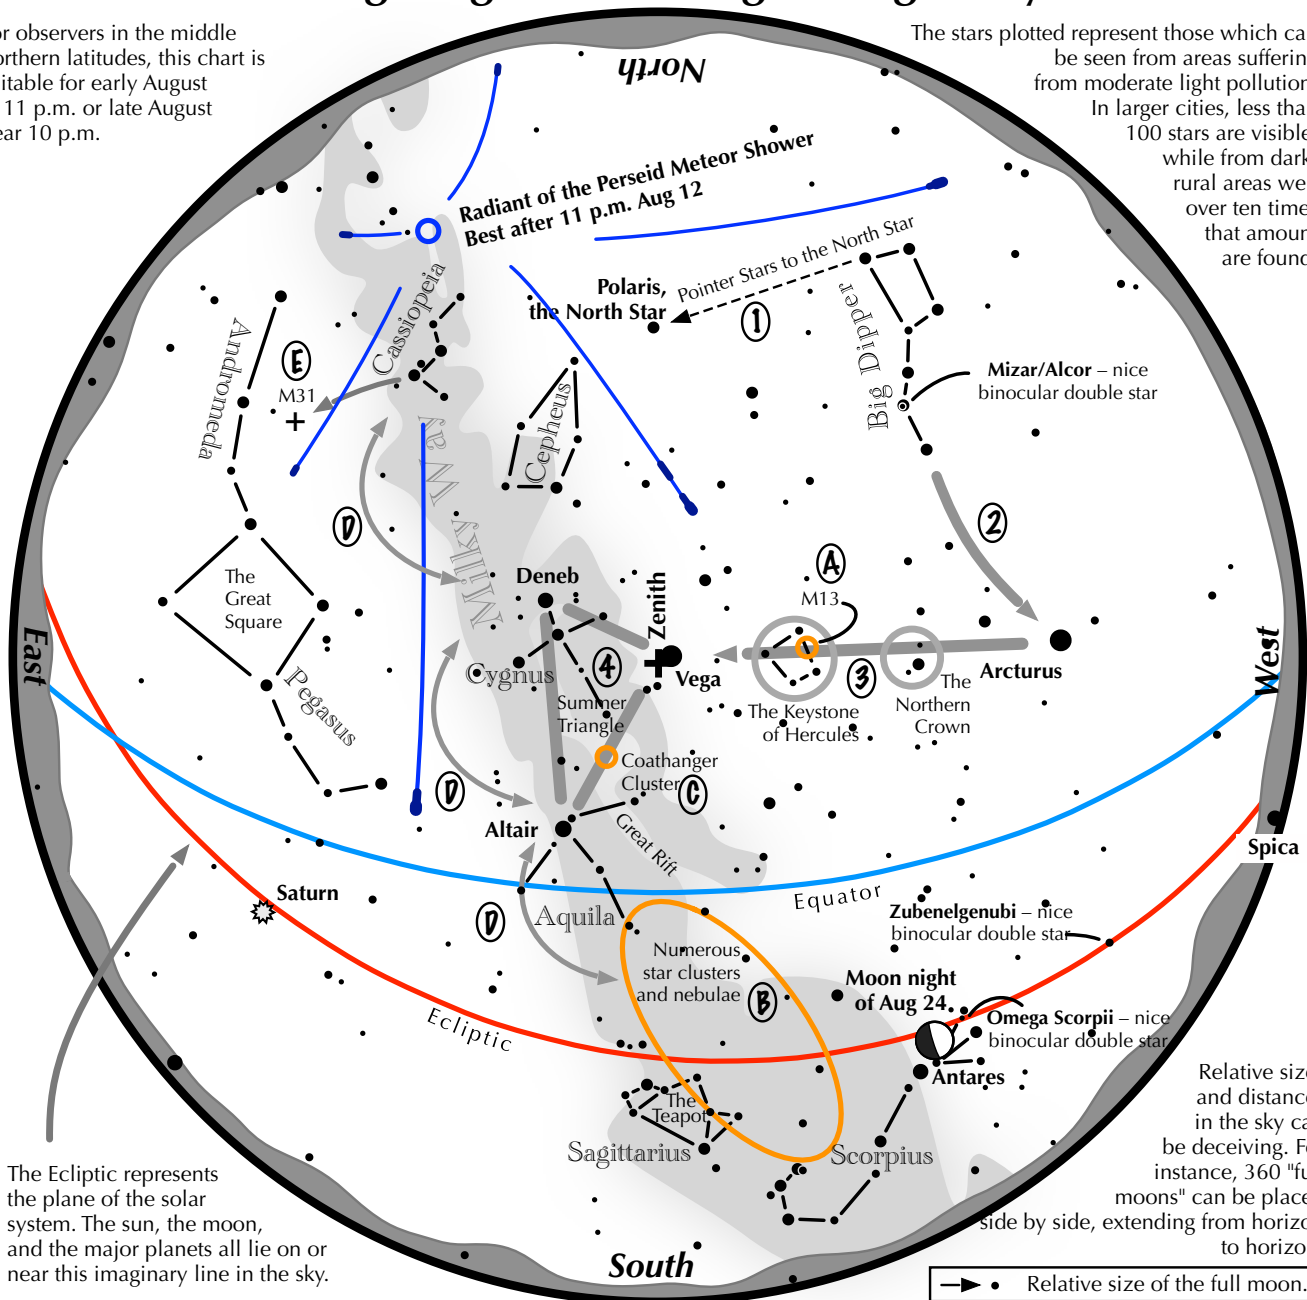 or observers in the middle
orthern latitudes, this chart is
itable for early August
11 p.m. or late August
ear 10 p.m.
The stars plotted represent those which ca
be seen from areas sufferin
from moderate light pollution
In larger cities, less tha
100 stars are visible
while from dark
rural areas we
over ten time
that amoun
are found
North
Radiant of the Perseid Meteor Shower
Best after 11 p.m. Aug 12
Pointer Stars to the North Star
Polaris,
the North Star
1
Cassiopeia
Big Dipper
Andromeda
E
M31
Mizar/Alcor – nice
binocular double star
Cepheus
Milky Way
D
2
A
M13
Deneb
Zenith
The
Great
Square
East
West
Cygnus
4
Vega
3
Arcturus
Pegasus
Summer
Triangle
The Keystone
of Hercules
The
Northern
Crown
Coathanger
Cluster
C
D
Altair
Great Rift
Spica
Saturn
Equator
Aquila
D
Zubenelgenubi – nice
binocular double star
Numerous
star clusters
and nebulae
B
Moon night
of Aug 24
Ecliptic
Omega Scorpii – nice
binocular double star
Antares
The
Teapot
Sagittarius
Scorpius
Relative size
and distance
in the sky ca
be deceiving. Fo
instance, 360 "fu
moons" can be place
side by side, extending from horizo
to horizo
The Ecliptic represents
the plane of the solar
system. The sun, the moon,
and the major planets all lie on or
near this imaginary line in the sky.
South
Relative size of the full moon.